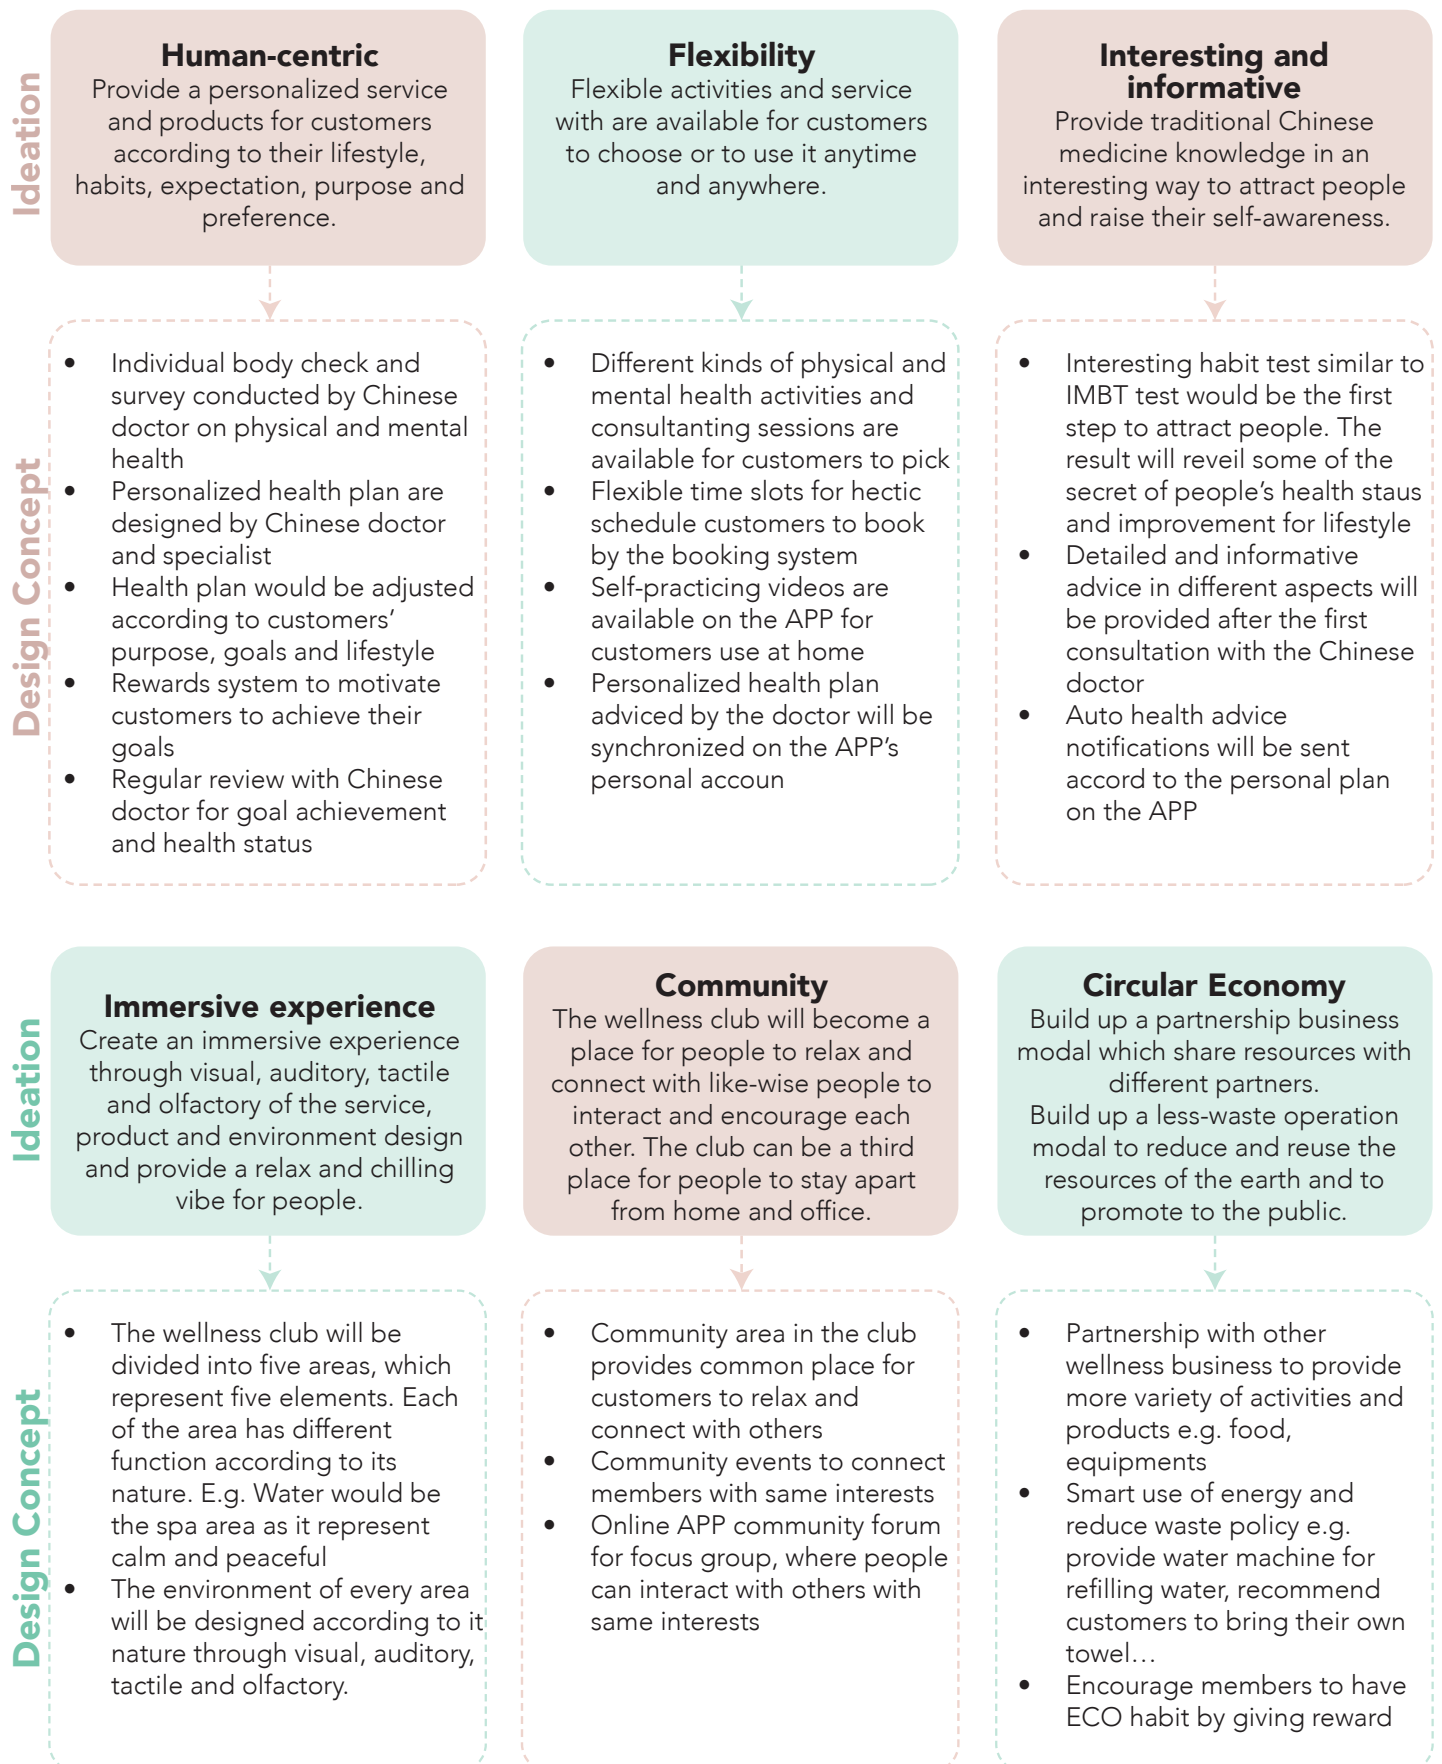 Ideation
Human-centric
Provide a personalized service
and products for customers
according to their lifestyle,
habits, expectation, purpose and
preference.
Flexibility
Flexible activities and service
with are available for customers
to choose or to use it anytime
and anywhere.
Interesting and
informative
Provide traditional Chinese
medicine knowledge in an
interesting way to attract people
and raise their self-awareness.
Design Concept
• Individual body check and
survey conducted by Chinese
doctor on physical and mental
health
• Personalized health plan are
designed by Chinese doctor
and specialist
• Health plan would be adjusted
according to customers’
purpose, goals and lifestyle
• Rewards system to motivate
customers to achieve their
goals
• Regular review with Chinese
doctor for goal achievement
and health status
• Different kinds of physical and
mental health activities and
consultanting sessions are
available for customers to pick
• Flexible time slots for hectic
schedule customers to book
by the booking system
• Self-practicing videos are
available on the APP for
customers use at home
• Personalized health plan
adviced by the doctor will be
synchronized on the APP’s
personal accoun
• Interesting habit test similar to
IMBT test would be the first
step to attract people. The
result will reveil some of the
secret of people’s health staus
and improvement for lifestyle
• Detailed and informative
advice in different aspects will
be provided after the first
consultation with the Chinese
doctor
• Auto health advice
notifications will be sent
accord to the personal plan
on the APP
Ideation
Immersive experience
Create an immersive experience
through visual, auditory, tactile
and olfactory of the service,
product and environment design
and provide a relax and chilling
vibe for people.
Community
The wellness club will become a
place for people to relax and
connect with like-wise people to
interact and encourage each
other. The club can be a third
place for people to stay apart
from home and office.
Circular Economy
Build up a partnership business
modal which share resources with
different partners.
Build up a less-waste operation
modal to reduce and reuse the
resources of the earth and to
promote to the public.
Design Concept
• The wellness club will be
divided into five areas, which
represent five elements. Each
of the area has different
function according to its
nature. E.g. Water would be
the spa area as it represent
calm and peaceful
• The environment of every area
will be designed according to it
nature through visual, auditory,
tactile and olfactory.
• Community area in the club
provides common place for
customers to relax and
connect with others
• Community events to connect
members with same interests
• Online APP community forum
for focus group, where people
can interact with others with
same interests
• Partnership with other
wellness business to provide
more variety of activities and
products e.g. food,
equipments
• Smart use of energy and
reduce waste policy e.g.
provide water machine for
refilling water, recommend
customers to bring their own
towel…
• Encourage members to have
ECO habit by giving reward